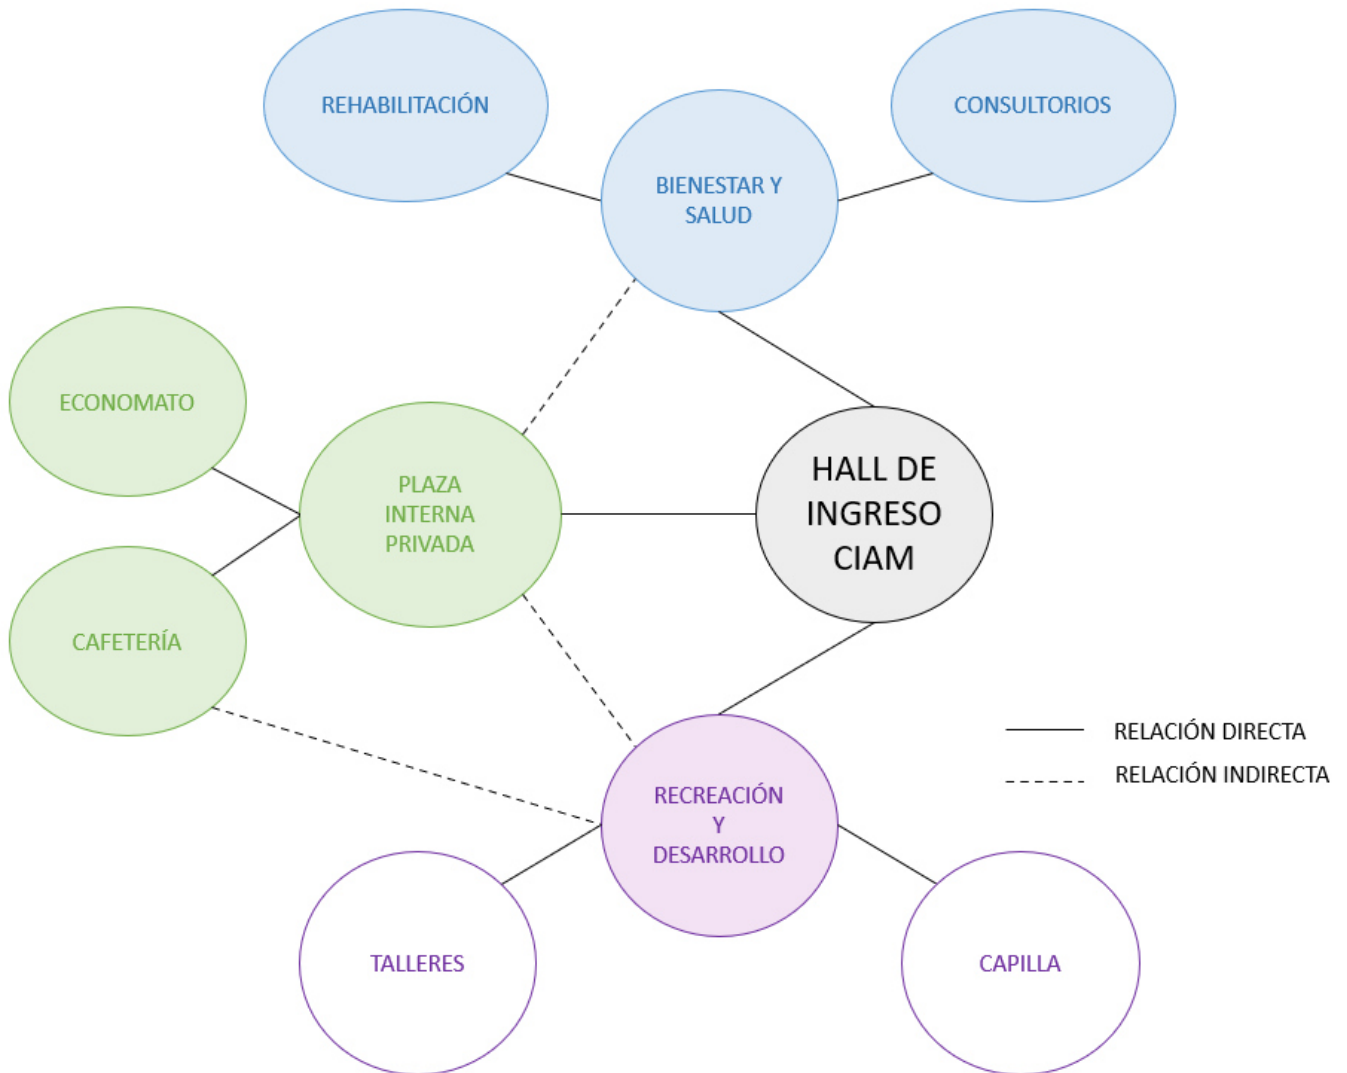 REHABILITACIÓN
CONSULTORIOS
BIENESTAR Y
SALUD
ECONOMATO
PLAZA
INTERNA
PRIVADA
HALL DE
INGRESO
CIAM
CAFETERÍA
RELACIÓN DIRECTA
RELACIÓN INDIRECTA
RECREACIÓN
Y
DESARROLLO
TALLERES
CAPILLA